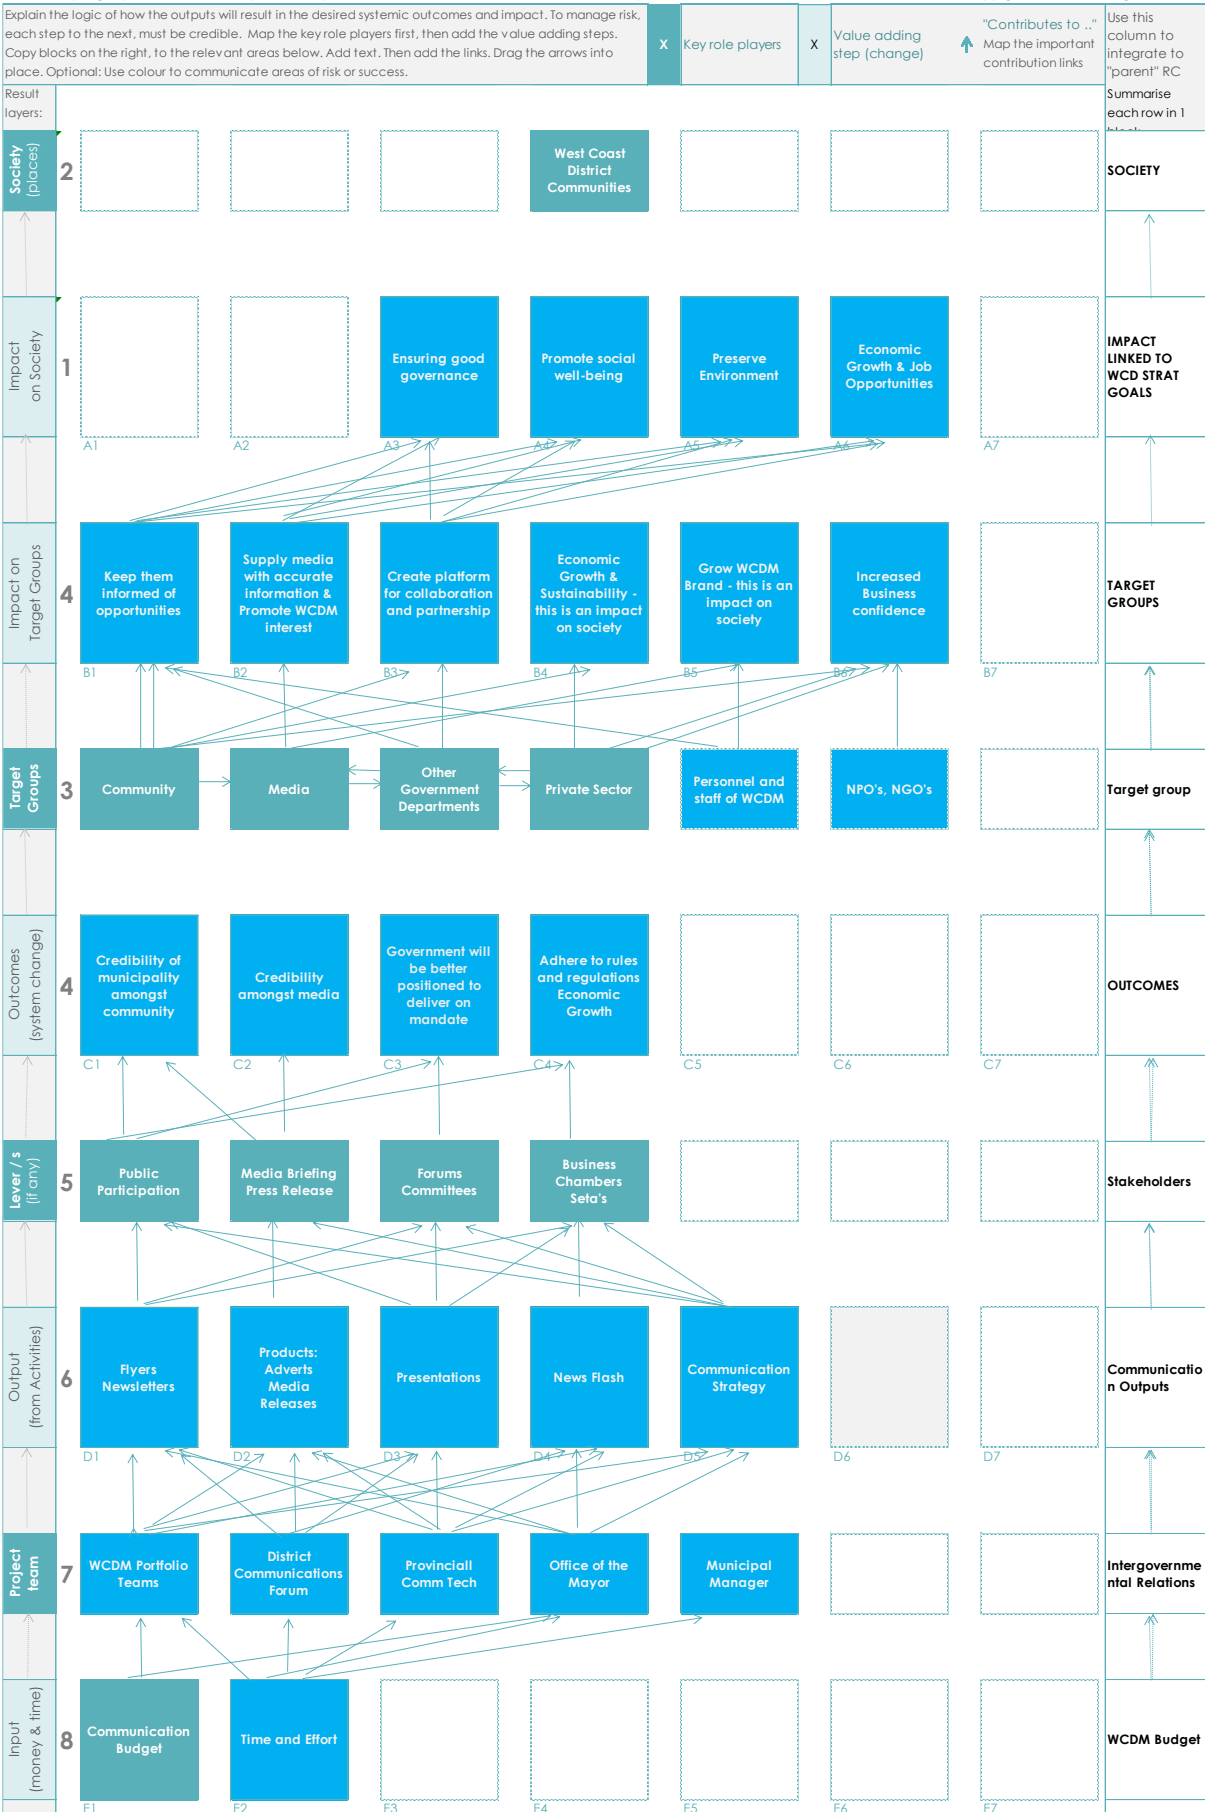 Explain the logic of how the outputs will result in the desired systemic outcomes and impact. To manage risk,
each step to the next, must be credible. Map the key role players first, then add the value adding steps.
Copy blocks on the right, to the relevant areas below. Add text. Then add the links. Drag the arrows into
place. Optional: Use colour to communicate areas of risk or success.
X
Key role players
X
Value adding
step (change)
"Contributes to .."
Map the important
contribution links
Use this
column to
integrate to
"parent" RC
Summarise
each row in 1
Result
layers:
Society
(places)
2
West Coast
District
Communities
SOCIETY
Impact
on Society
1
Ensuring good
governance
Promote social
well-being
Preserve
Environment
Economic
Growth & Job
Opportunities
IMPACT
LINKED TO
WCD STRAT
GOALS
A1
A2
A3
A4
A5
A6
A7
Impact on
Target Groups
4
Keep them
informed of
opportunities
Supply media
with accurate
information &
Promote WCDM
interest
Create platform
for collaboration
and partnership
Economic
Growth &
Sustainability -
this is an impact
on society
Grow WCDM
Brand - this is an
impact on
society
Increased
Business
confidence
TARGET
GROUPS
B1
B2
B3
B4
B5
B6
B7
Target
Groups
3
Community
Media
Other
Government
Departments
Private Sector
Personnel and
staff of WCDM
NPO's, NGO's
Target group
Outcomes
(system change)
4
Credibility of
municipality
amongst
community
Credibility
amongst media
Government will
be better
positioned to
deliver on
mandate
Adhere to rules
and regulations
Economic
Growth
OUTCOMES
C1
C2
C3
C4
C5
C6
C7
Lever / s
(if any)
5
Public
Participation
Media Briefing
Press Release
Forums
Committees
Business
Chambers
Seta's
Stakeholders
Output
(from Activities)
6
Flyers
Newsletters
Products:
Adverts
Media
Releases
Presentations
News Flash
Communication
Strategy
Communicatio
n Outputs
D1
D2
D3
D4
D5
D6
D7
Project
team
7
WCDM Portfolio
Teams
District
Communications
Forum
Provinciall
Comm Tech
Office of the
Mayor
Municipal
Manager
Intergovernme
ntal Relations
Input
(money & time)
8
Communication
Budget
Time and Effort
WCDM Budget